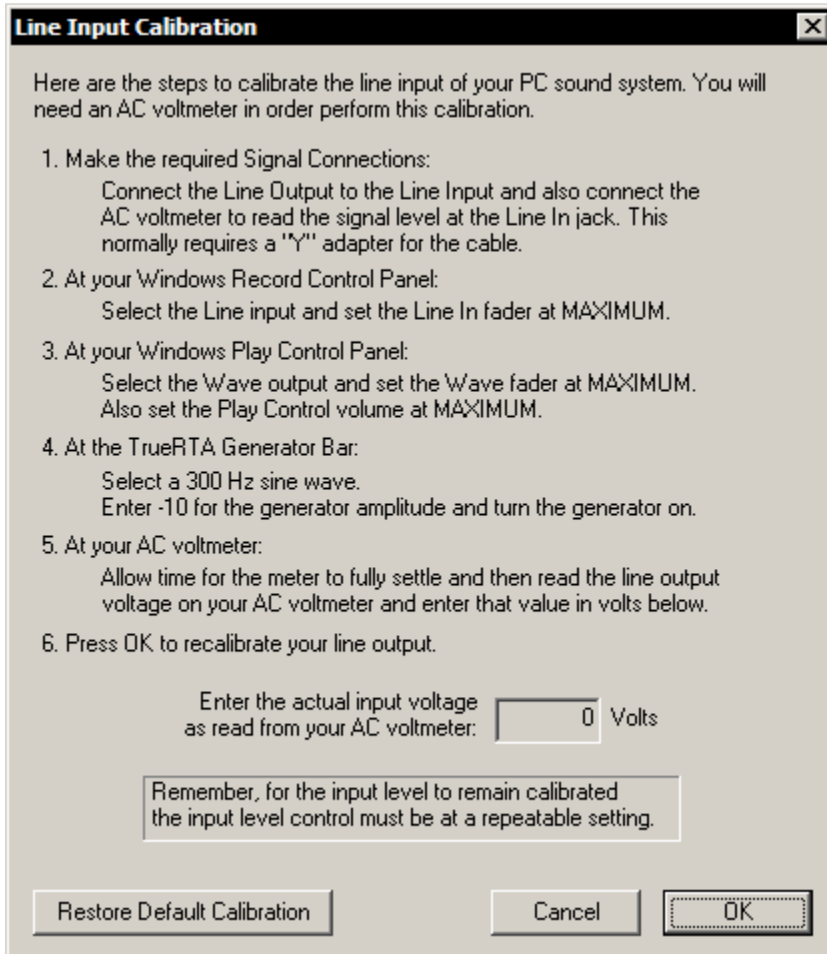 Line Input Calibration
Here are the steps to calibrate the line input of your PC sound system. You will
need an AC voltmeter in order perform this calibration.
1. Make the required Signal Connections:
Connect the Line Output to the Line Input and also connect the
AC voltmeter to read the signal level at the Line In jack. This
normally requires a "Y" adapter for the cable.
2. At your Windows Record Control Panel:
Select the Line input and set the Line In fader at MAXIMUM.
3. At your Windows Play Control Panel:
Select the Wave output and set the Wave fader at MAXIMUM.
Also set the Play Control volume at MAXIMUM.
4. At the TrueRTA Generator Bar:
Select a 300 Hz sine wave.
Enter -10 for the generator amplitude and turn the generator on.
5. At your AC voltmeter:
Allow time for the meter to fully settle and then read the line output
voltage on your AC voltmeter and enter that value in volts below.
6. Press OK to recalibrate your line output.
Enter the actual input voltage
as read from your AC voltmeter: 0 Volts
Remember, for the input level to remain calibrated
the input level control must be at a repeatable setting.
Restore Default Calibration Cancel OK